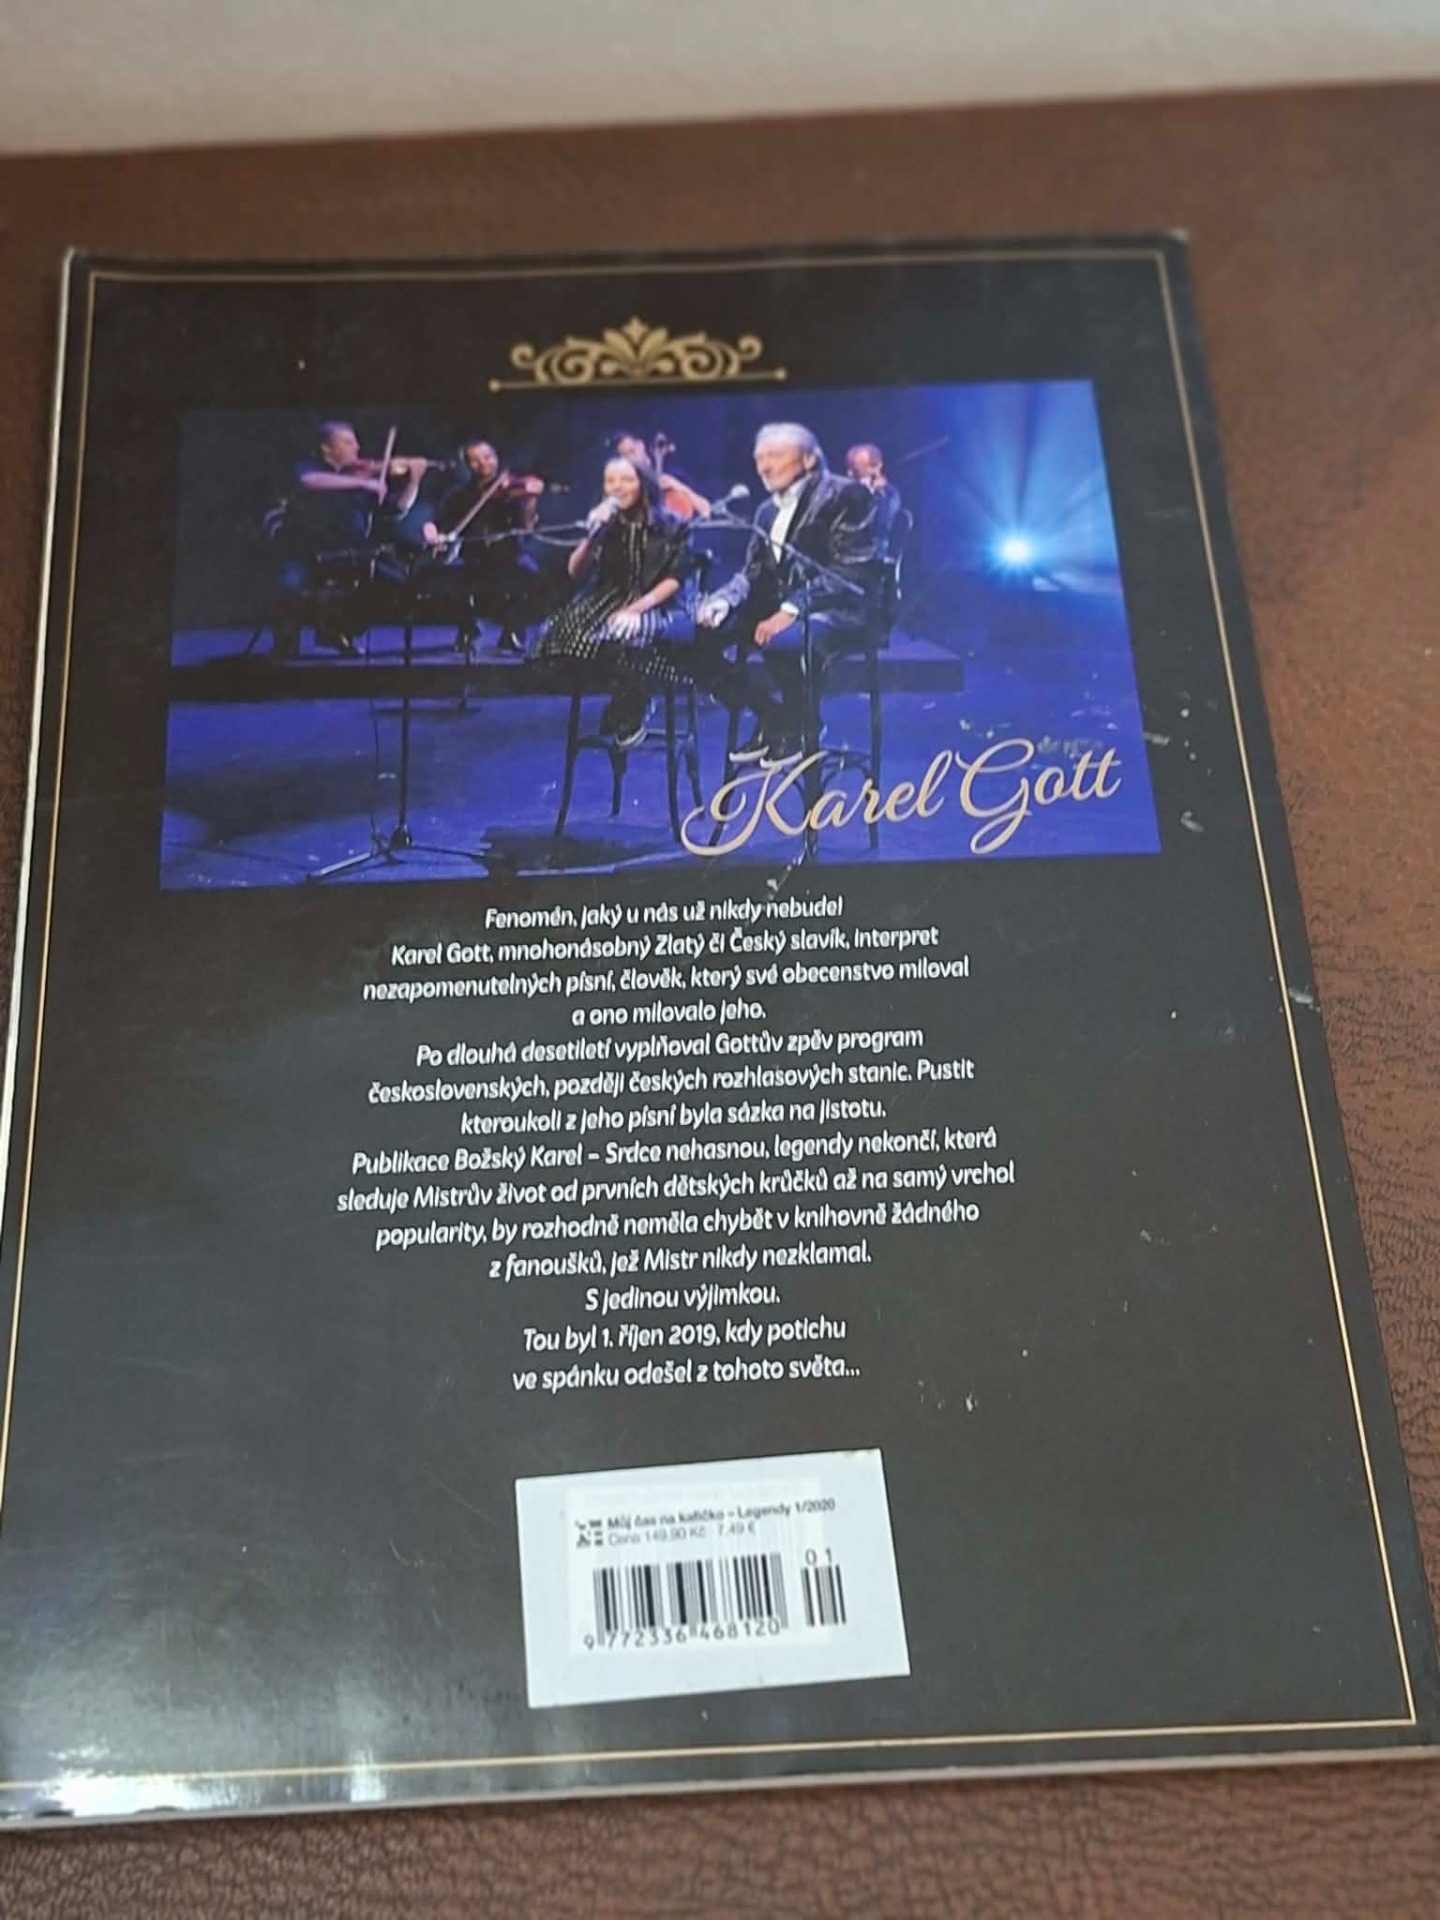 Karel Gott
Fenomén, jaký u nás už nikdy nebude!
Karel Gott, mnohonásobný Zlatý či Český slavík, interpret
nezapomenutelných písní, člověk, který své obecenstvo miloval
a ono milovalo jeho.
Po dlouhá desetiletí vyplňoval Gottův zpěv program
československých, později českých rozhlasových stanic. Pustit
kteroukoli z jeho písní byla sázka na jistotu.
Publikace Božský Karel – Srdce nehasnou, legendy nekončí, která
sleduje Mistrův život od prvních dětských krůčků až na samý vrchol
popularity, by rozhodně neměla chybět v knihovně žádného
z fanoušků, jež Mistr nikdy nezklamal.
S jedinou výjimkou.
Tou byl 1. říjen 2019, kdy potichu
ve spánku odešel z tohoto světa...
Můj čas na kafíčko – Legendy 1/2020
Cena 149,90 Kč 7,49 €
01
9 772336 468120